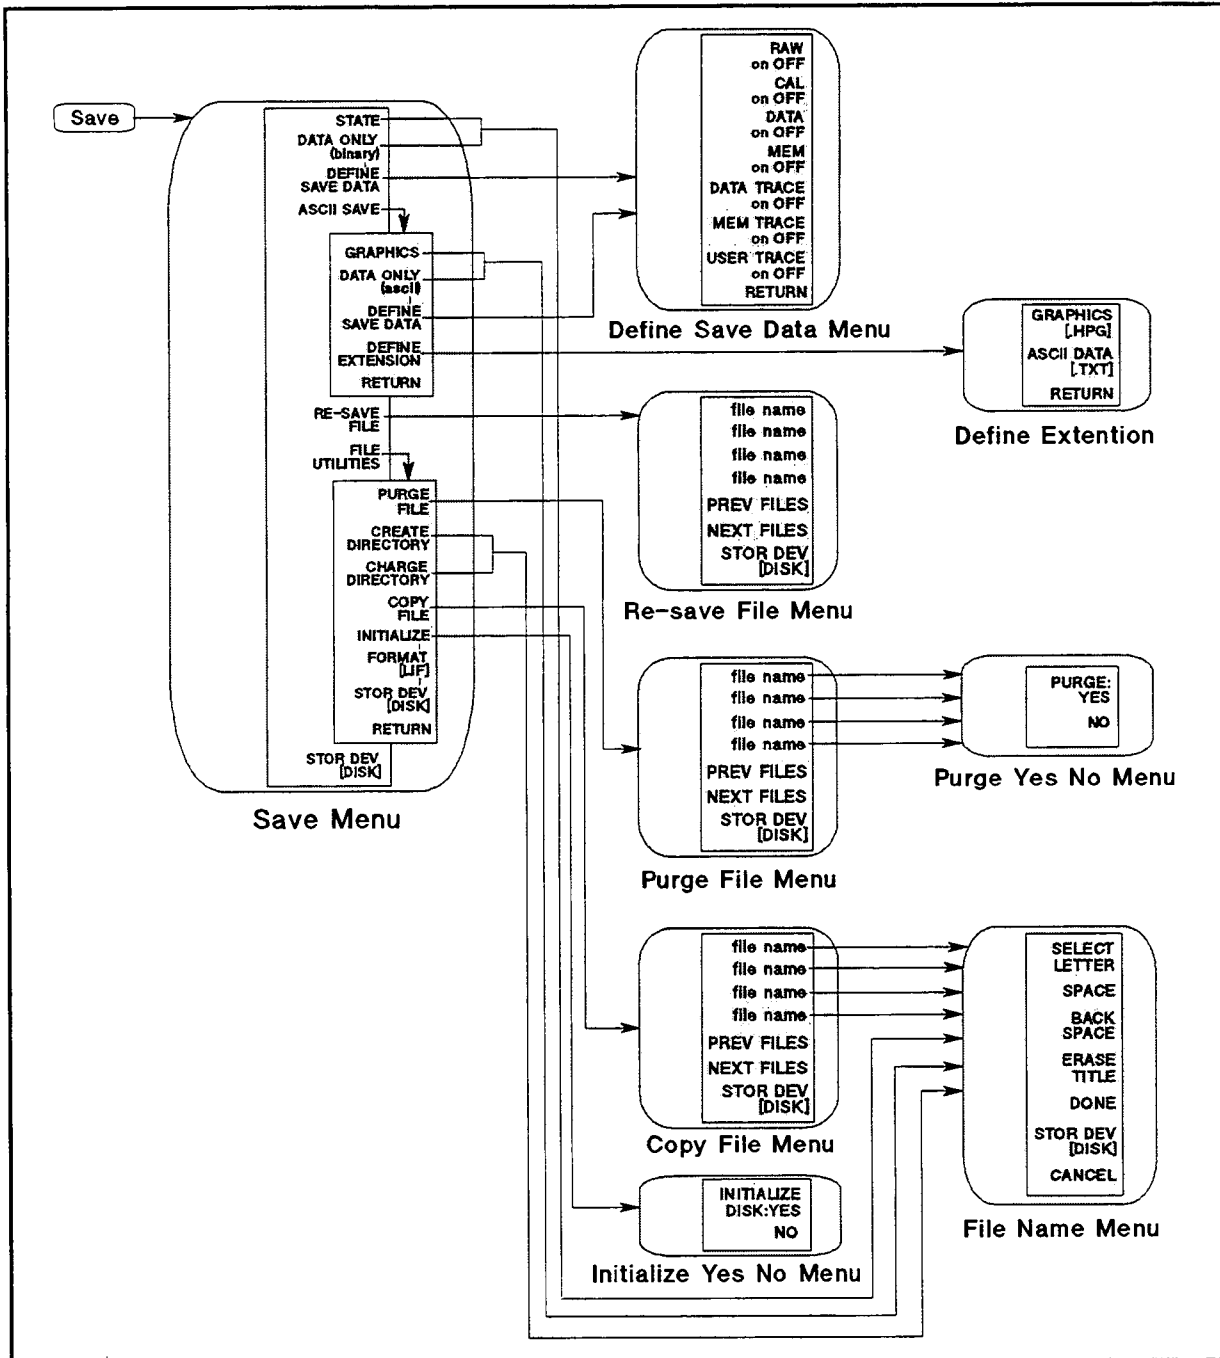 Save
STATE
DATA ONLY
(binary)
DEFINE
SAVE DATA
ASCII SAVE
GRAPHICS
DATA ONLY
(ascii)
DEFINE
SAVE DATA
DEFINE
EXTENSION
RETURN
RE-SAVE
FILE
FILE
UTILITIES
PURGE
FILE
CREATE
DIRECTORY
CHARGE
DIRECTORY
COPY
FILE
INITIALIZE
FORMAT
[LIF]
STOR DEV
[DISK]
RETURN
STOR DEV
[DISK]
Save Menu
RAW
on OFF
CAL
on OFF
DATA
on OFF
MEM
on OFF
DATA TRACE
on OFF
MEM TRACE
on OFF
USER TRACE
on OFF
RETURN
Define Save Data Menu
GRAPHICS
[.HPG]
ASCII DATA
[.TXT]
RETURN
Define Extention
file name
file name
file name
file name
PREV FILES
NEXT FILES
STOR DEV
[DISK]
Re-save File Menu
file name
file name
file name
file name
PREV FILES
NEXT FILES
STOR DEV
[DISK]
Purge File Menu
PURGE:
YES
NO
Purge Yes No Menu
file name
file name
file name
file name
PREV FILES
NEXT FILES
STOR DEV
[DISK]
Copy File Menu
SELECT
LETTER
SPACE
BACK
SPACE
ERASE
TITLE
DONE
STOR DEV
[DISK]
CANCEL
File Name Menu
INITIALIZE
DISK:YES
NO
Initialize Yes No Menu